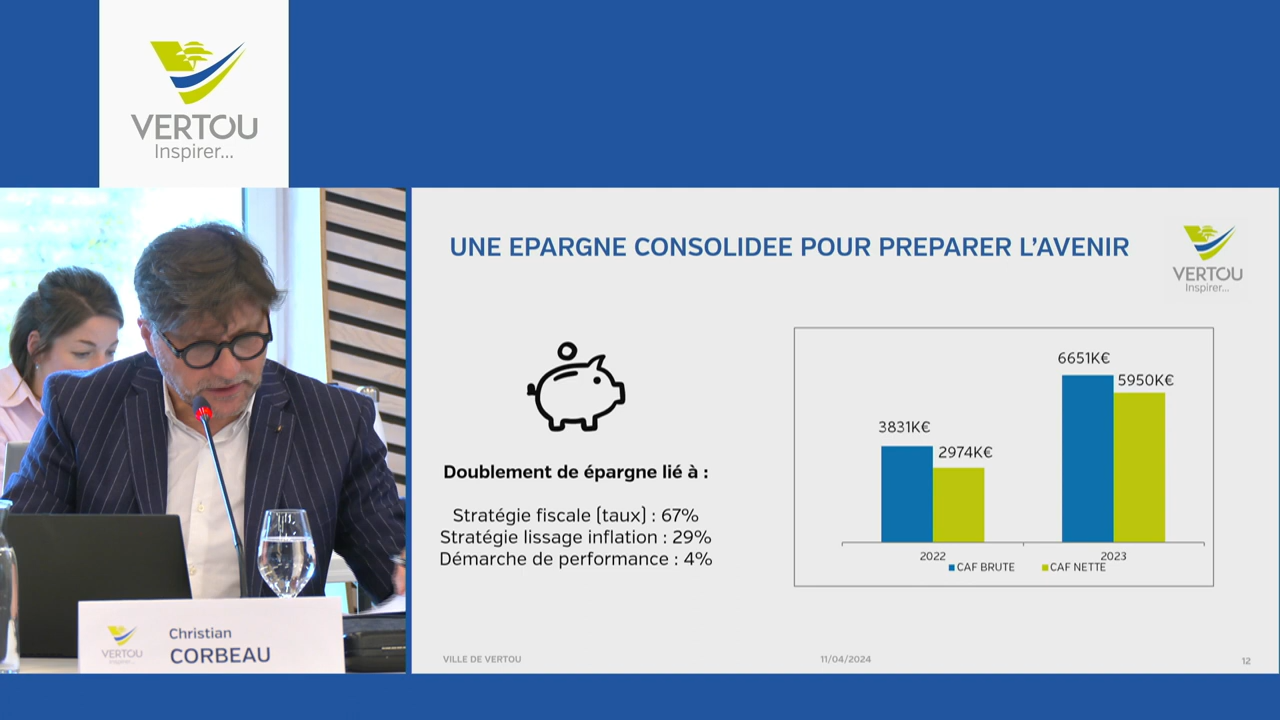 VERTOU
Inspirer...
UNE EPARGNE CONSOLIDEE POUR PREPARER L'AVENIR
VERTOU
Inspirer...
Doublement de épargne lié à :
Stratégie fiscale (taux) : 67%
Stratégie lissage inflation : 29%
Démarche de performance : 4%
3831K€
2974K€
6651K€
5950K€
2022
2023
CAF BRUTE
CAF NETTE
VILLE DE VERTOU
11/04/2024
12
VERTOU
Inspirer...
Christian
CORBEAU